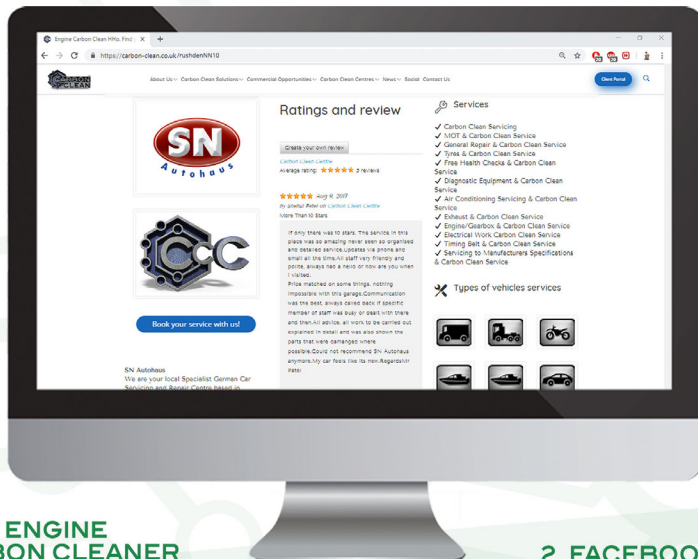 Engine Carbon Clean HHo. Find
https://carbon-clean.co.uk/rushdenNN10
CARBON
CLEAN
About Us
Carbon Clean Solutions
Commercial Opportunities
Carbon Clean Centres
News
Social
Contact Us
Client Portal
SN
Autohaus
CCC
Book your service with us!
SN Autohaus
We are your local Specialist German Car
Servicing and Repair Centre based in
Ratings and review
Create your own review
Carbon Clean Centre
Average rating: 3 reviews
Aug 9, 2017
by Snehul Patel on Carbon Clean Centre
More Than 10 Stars
If only there was 10 stars. The service in this
place was so amazing never seen so organised
and detailed service.Updates via phone and
email all the time.All staff very friendly and
polite, always had a hello or how are you when
I visited.
Price matched on some things, nothing
impossible with this garage.Communication
was the best, always called back if specific
member of staff was busy or dealt with there
and then.All advice, all work to be carried out
explained in detail and was also shown the
parts that were damanged where
possible.Could not recommend SN Autohaus
anymore.My car feels like its new.RegardsMr
Patel
Services
✓ Carbon Clean Servicing
✓ MOT & Carbon Clean Service
✓ General Repair & Carbon Clean Service
✓ Tyres & Carbon Clean Service
✓ Free Health Checks & Carbon Clean
Service
✓ Diagnostic Equipment & Carbon Clean
Service
✓ Air Conditioning Servicing & Carbon Clean
Service
✓ Exhaust & Carbon Clean Service
✓ Engine/Gearbox & Carbon Clean Service
✓ Electrical Work Carbon Clean Service
✓ Timing Belt & Carbon Clean Service
✓ Servicing to Manufacturers Specifications
& Carbon Clean Service
Types of vehicles services
ENGINE
BON CLEANER
2. FACEBOO